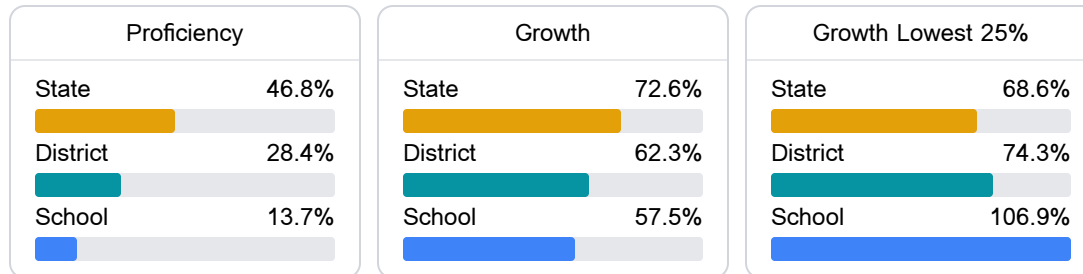 Proficiency
State 46.8%
District 28.4%
School 13.7%
Growth
State 72.6%
District 62.3%
School 57.5%
Growth Lowest 25%
State 68.6%
District 74.3%
School 106.9%